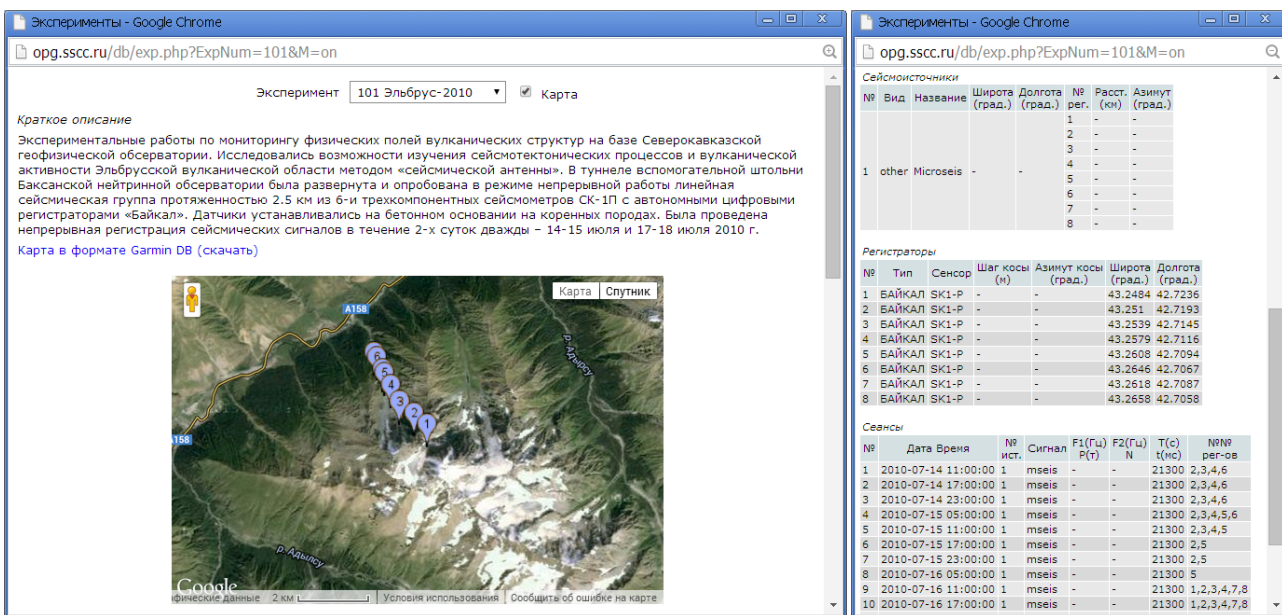 Эксперименты - Google Chrome
opg.sscc.ru/db/exp.php?ExpNum=101&M=on
Эксперимент 101 Эльбрус-2010 Карта
Краткое описание
Экспериментальные работы по мониторингу физических полей вулканических структур на базе Северокавказской
геофизической обсерватории. Исследовались возможности изучения сейсмотектонических процессов и вулканической
активности Эльбрусской вулканической области методом «сейсмической антенны». В туннеле вспомогательной штольни
Баксанской нейтринной обсерватории была развернута и опробована в режиме непрерывной работы линейная
сейсмическая группа протяженностью 2.5 км из 6-и трехкомпонентных сейсмометров СК-1П с автономными цифровыми
регистраторами «Байкал». Датчики устанавливались на бетонном основании на коренных породах. Была проведена
непрерывная регистрация сейсмических сигналов в течение 2-х суток дважды – 14-15 июля и 17-18 июля 2010 г.
Карта в формате Garmin DB (скачать)
Карта Спутник
A158
р. Адырсу
6
5
4
3
2
1
158
р. Адылсу
Google
фические данные 2 км Условия использования Сообщить об ошибке на карте
Эксперименты - Google Chrome
opg.sscc.ru/db/exp.php?ExpNum=101&M=on
Сейсмоисточники
№ Вид Название Широта (град.) Долгота (град.) № рег. Расст. (км) Азимут (град.)
1 - -
2 - -
3 - -
4 - -
1 other Microseis - -
5 - -
6 - -
7 - -
8 - -
Регистраторы
№ Тип Сенсор Шаг косы (м) Азимут косы (град.) Широта (град.) Долгота (град.)
1 БАЙКАЛ SK1-P - - 43.2484 42.7236
2 БАЙКАЛ SK1-P - - 43.251 42.7193
3 БАЙКАЛ SK1-P - - 43.2539 42.7145
4 БАЙКАЛ SK1-P - - 43.2579 42.7116
5 БАЙКАЛ SK1-P - - 43.2608 42.7094
6 БАЙКАЛ SK1-P - - 43.2646 42.7067
7 БАЙКАЛ SK1-P - - 43.2618 42.7087
8 БАЙКАЛ SK1-P - - 43.2658 42.7058
Сеансы
№ Дата Время № ист. Сигнал F1(Гц) P(т) F2(Гц) N T(с) t(мс) №№ рег-ов
1 2010-07-14 11:00:00 1 mseis - - 21300 2,3,4,6
2 2010-07-14 17:00:00 1 mseis - - 21300 2,3,4,6
3 2010-07-14 23:00:00 1 mseis - - 21300 2,3,4,6
4 2010-07-15 05:00:00 1 mseis - - 21300 2,3,4,5,6
5 2010-07-15 11:00:00 1 mseis - - 21300 2,3,4,5
6 2010-07-15 17:00:00 1 mseis - - 21300 2,5
7 2010-07-15 23:00:00 1 mseis - - 21300 2,5
8 2010-07-16 05:00:00 1 mseis - - 21300 5
9 2010-07-16 11:00:00 1 mseis - - 21300 1,2,3,4,7,8
10 2010-07-16 17:00:00 1 mseis - - 21300 1,2,3,4,7,8